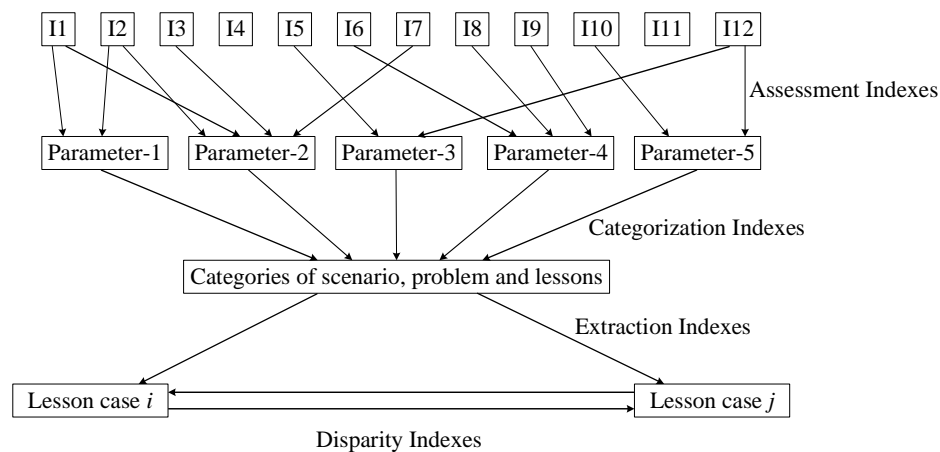 I1 I2 I3 I4 I5 I6 I7 I8 I9 I10 I11 I12
Assessment Indexes
Parameter-1 Parameter-2 Parameter-3 Parameter-4 Parameter-5
Categorization Indexes
Categories of scenario, problem and lessons
Extraction Indexes
Lesson case i Lesson case j
Disparity Indexes